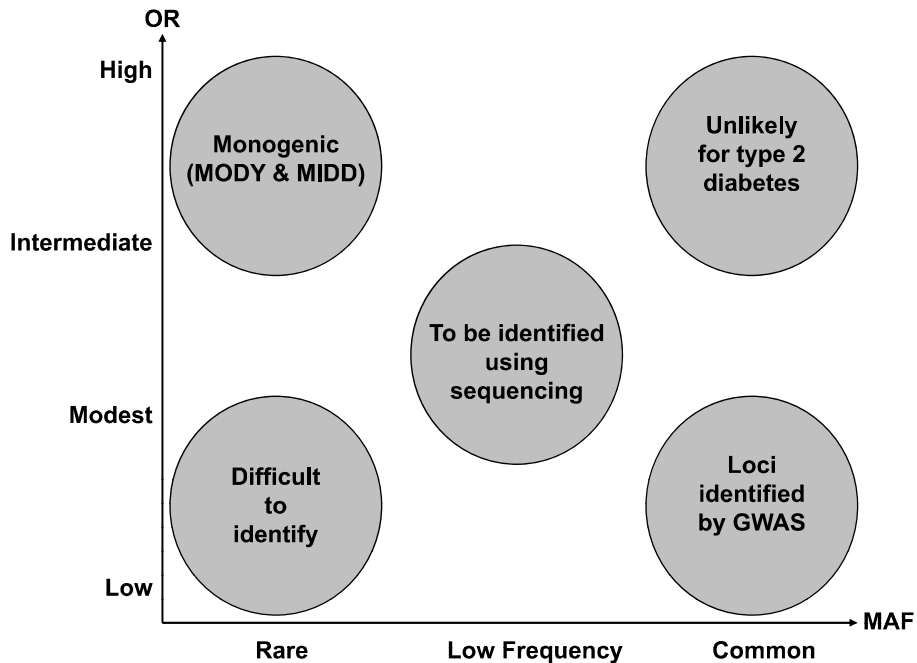 OR
High
Monogenic
(MODY & MIDD)
Unlikely
for type 2
diabetes
Intermediate
To be identified
using
sequencing
Modest
Difficult
to
identify
Loci
identified
by GWAS
Low
MAF
Rare
Low Frequency
Common